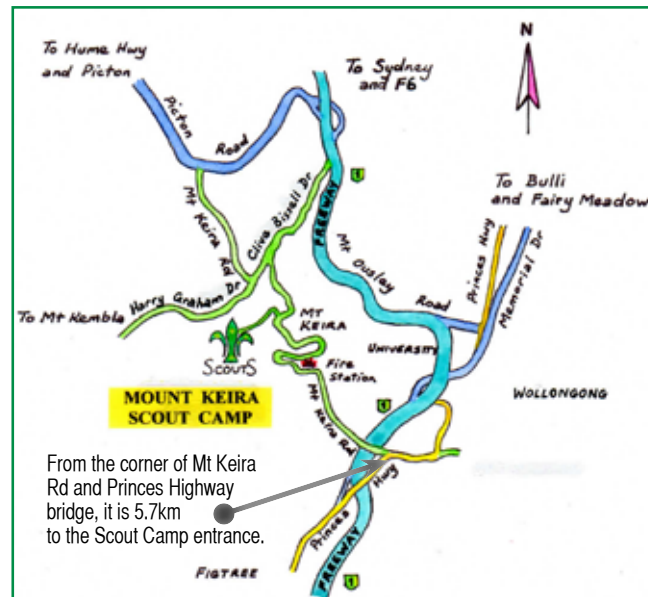 To Hume Hwy
and Picton
To Sydney
and F6
N
Picton
Road
1
To Bulli
and Fairy Meadow
Mt Keira Rd
Clive Bissell Dr
FREEWAY
Mt Ousley
Road
Princes Hwy
Memorial Dr
Harry Graham Dr
To Mt Kembla
MT
KEIRA
UNIVERSITY
SCOUTS
Fire
Station
MOUNT KEIRA
SCOUT CAMP
Mt Keira Rd
1
WOLLONGONG
From the corner of Mt Keira
Rd and Princes Highway
bridge, it is 5.7km
to the Scout Camp entrance.
Princes Hwy
FIGTREE
FREEWAY
1